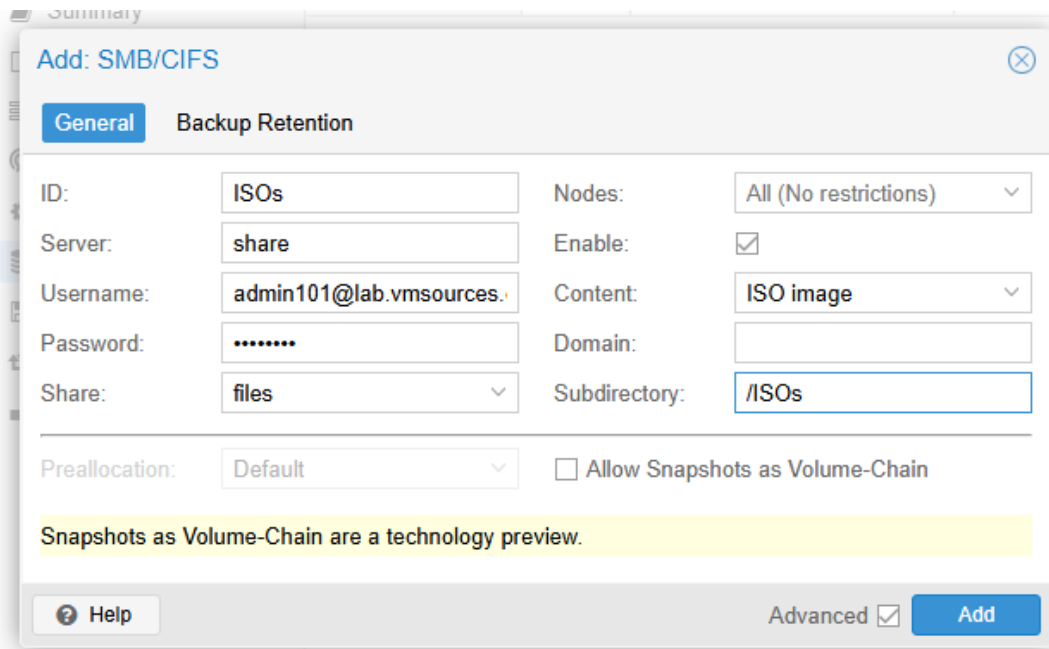 Summary
Add: SMB/CIFS
General Backup Retention
ID: ISOs Nodes: All (No restrictions)
Server: share Enable:
Username: admin101@lab.vmsources. Content: ISO image
Password: •••••••• Domain:
Share: files Subdirectory: /ISOs
Preallocation: Default Allow Snapshots as Volume-Chain
Snapshots as Volume-Chain are a technology preview.
Help Advanced Add